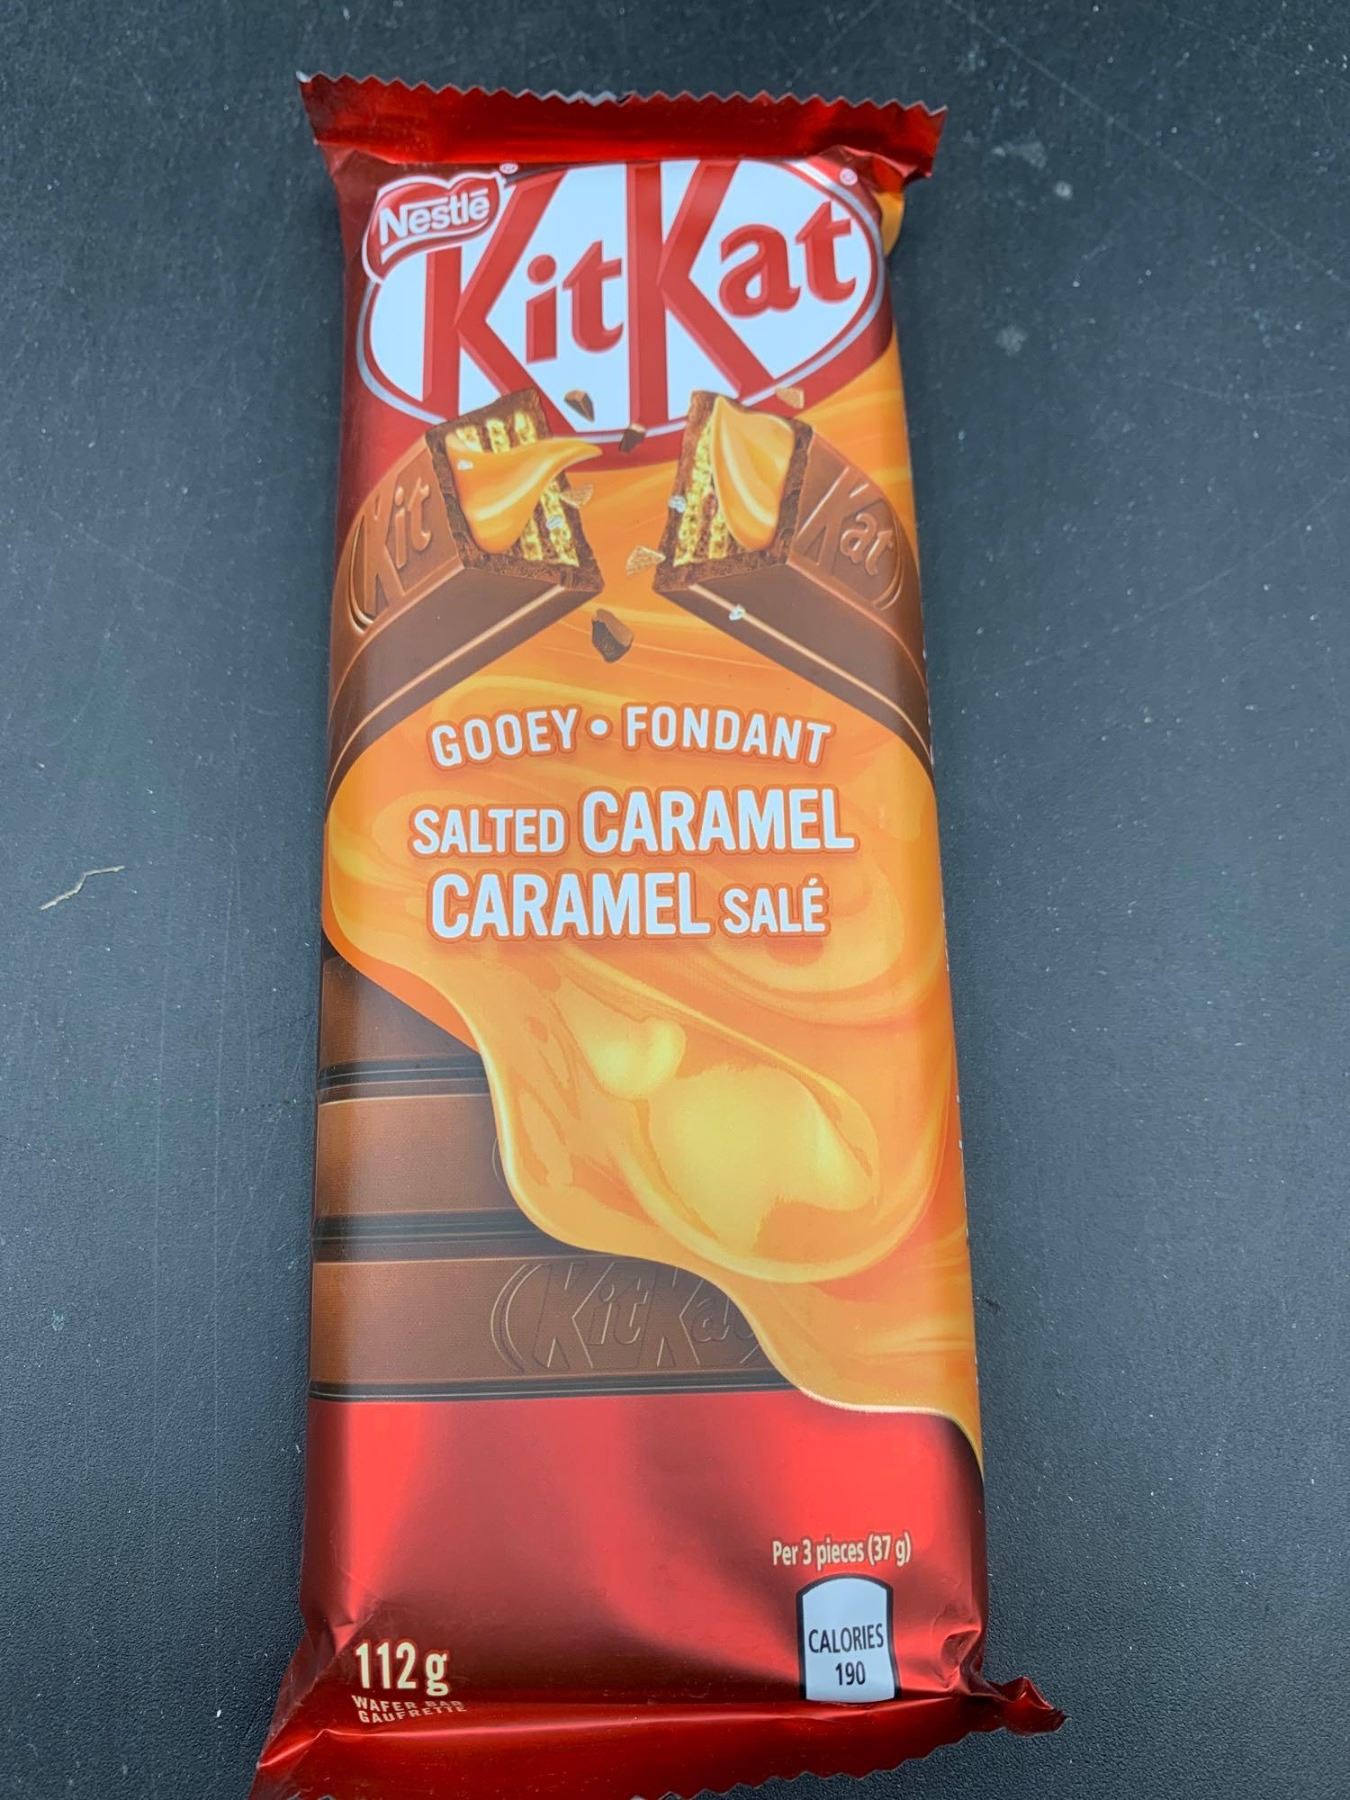 Nestlé
KitKat
Kit
Kat
GOOEY • FONDANT
SALTED CARAMEL
CARAMEL SALÉ
KitKa
Per 3 pieces (37 g)
CALORIES
190
112 g
WAFER BAR
GAUFRETTE